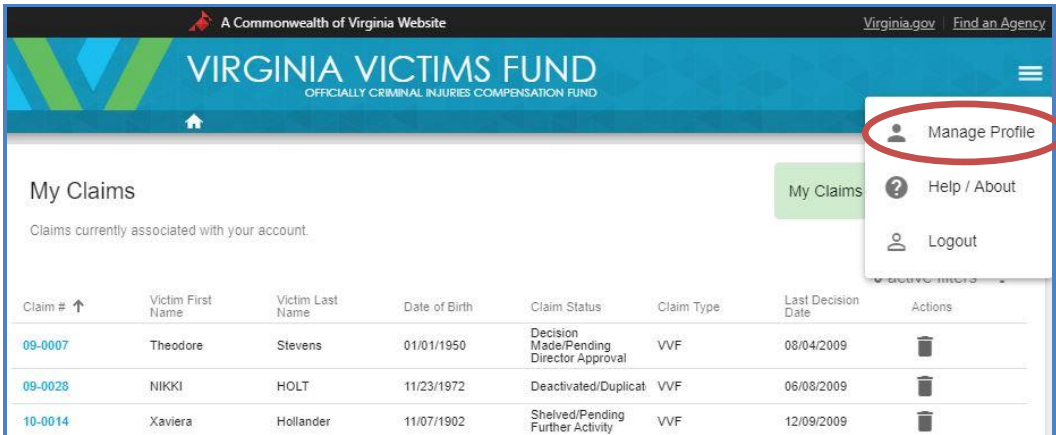 A Commonwealth of Virginia Website
Virginia.gov Find an Agency
VIRGINIA VICTIMS FUND
OFFICIALLY CRIMINAL INJURIES COMPENSATION FUND
Manage Profile
My Claims
My Claims
Help / About
Claims currently associated with your account.
Logout
active filters
Claim # ↑ Victim First Name Victim Last Name Date of Birth Claim Status Claim Type Last Decision Date Actions
09-0007 Theodore Stevens 01/01/1950 Decision Made/Pending Director Approval VVF 08/04/2009
09-0028 NIKKI HOLT 11/23/1972 Deactivated/Duplicat VVF 06/08/2009
10-0014 Xaviera Hollander 11/07/1902 Shelved/Pending Further Activity VVF 12/09/2009